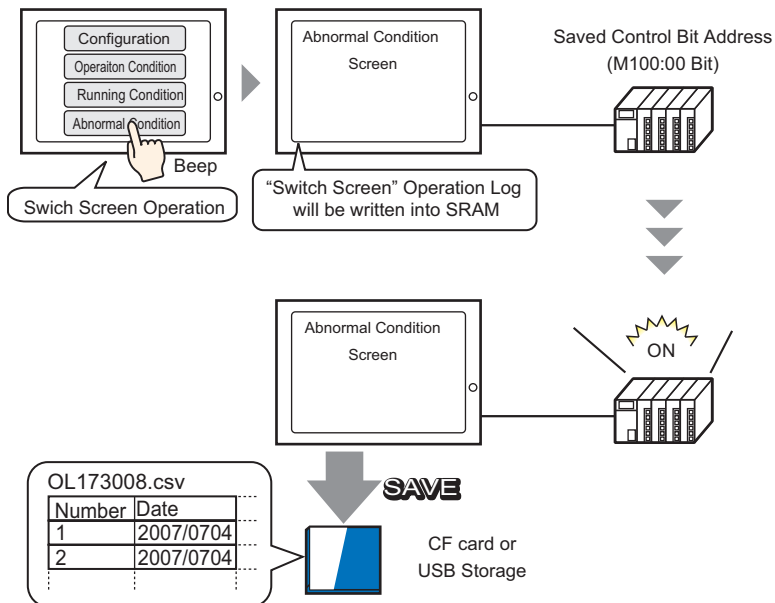 Configuration
Operaiton Condition
Running Condition
Abnormal Condition
Beep
Swich Screen Operation
Abnormal Condition
Screen
"Switch Screen" Operation Log
will be written into SRAM
Saved Control Bit Address
(M100:00 Bit)
Abnormal Condition
Screen
ON
SAVE
OL173008.csv
Number Date
1 2007/0704
2 2007/0704
CF card or
USB Storage